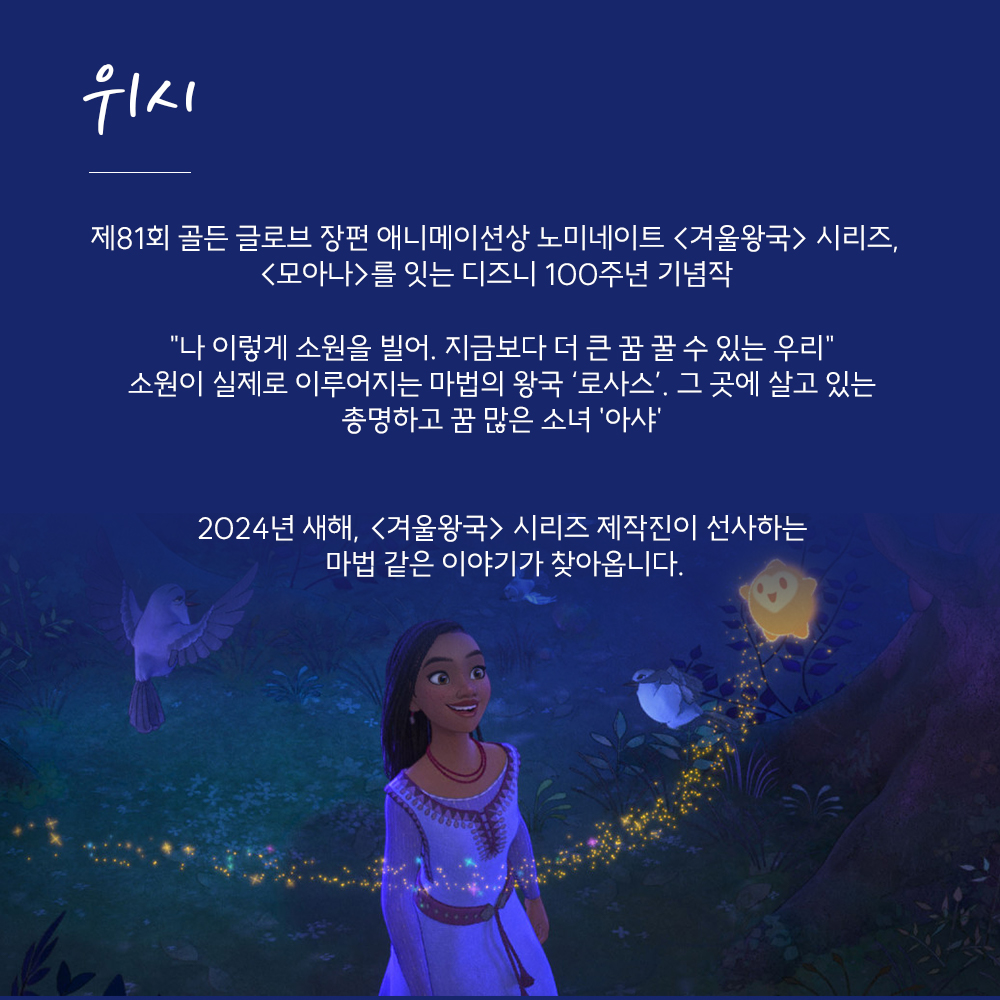 위시
제81회 골든 글로브 장편 애니메이션상 노미네이트 <겨울왕국> 시리즈,
<모아나>를 잇는 디즈니 100주년 기념작
"나 이렇게 소원을 빌어. 지금보다 더 큰 꿈 꿀 수 있는 우리"
소원이 실제로 이루어지는 마법의 왕국 ‘로사스’. 그 곳에 살고 있는
총명하고 꿈 많은 소녀 '아샤'
2024년 새해, <겨울왕국> 시리즈 제작진이 선사하는
마법 같은 이야기가 찾아옵니다.